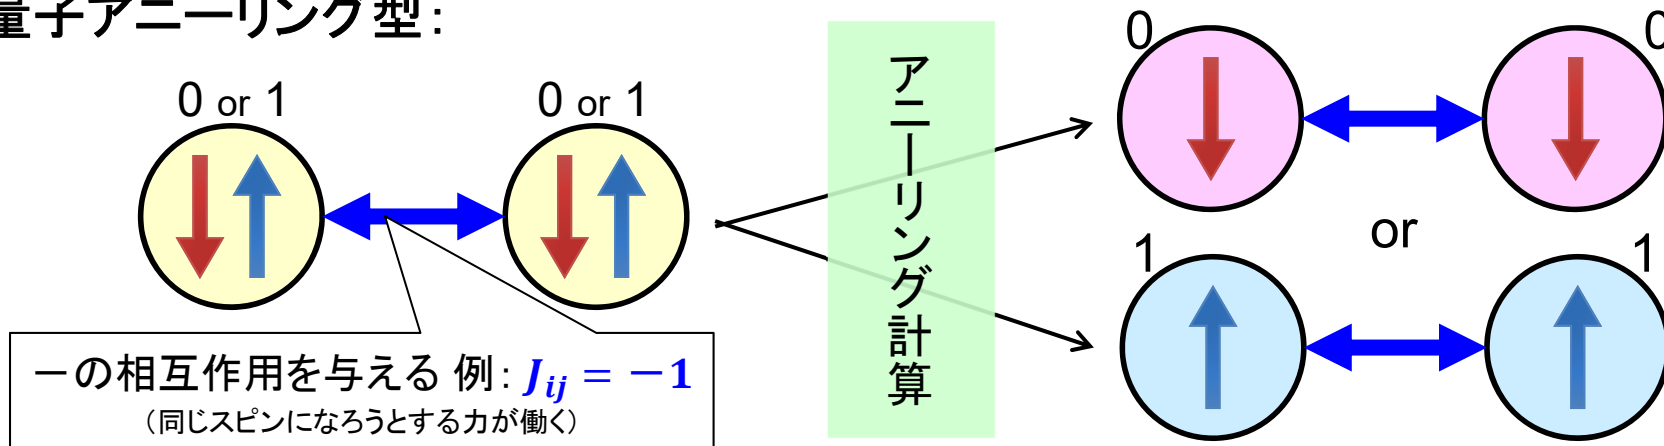 量子アニーリング型：
0 or 1
0 or 1
－の相互作用を与える 例：J_ij = －1
（同じスピンになろうとする力が働く）
アニーリング計算
0
0
or
1
1